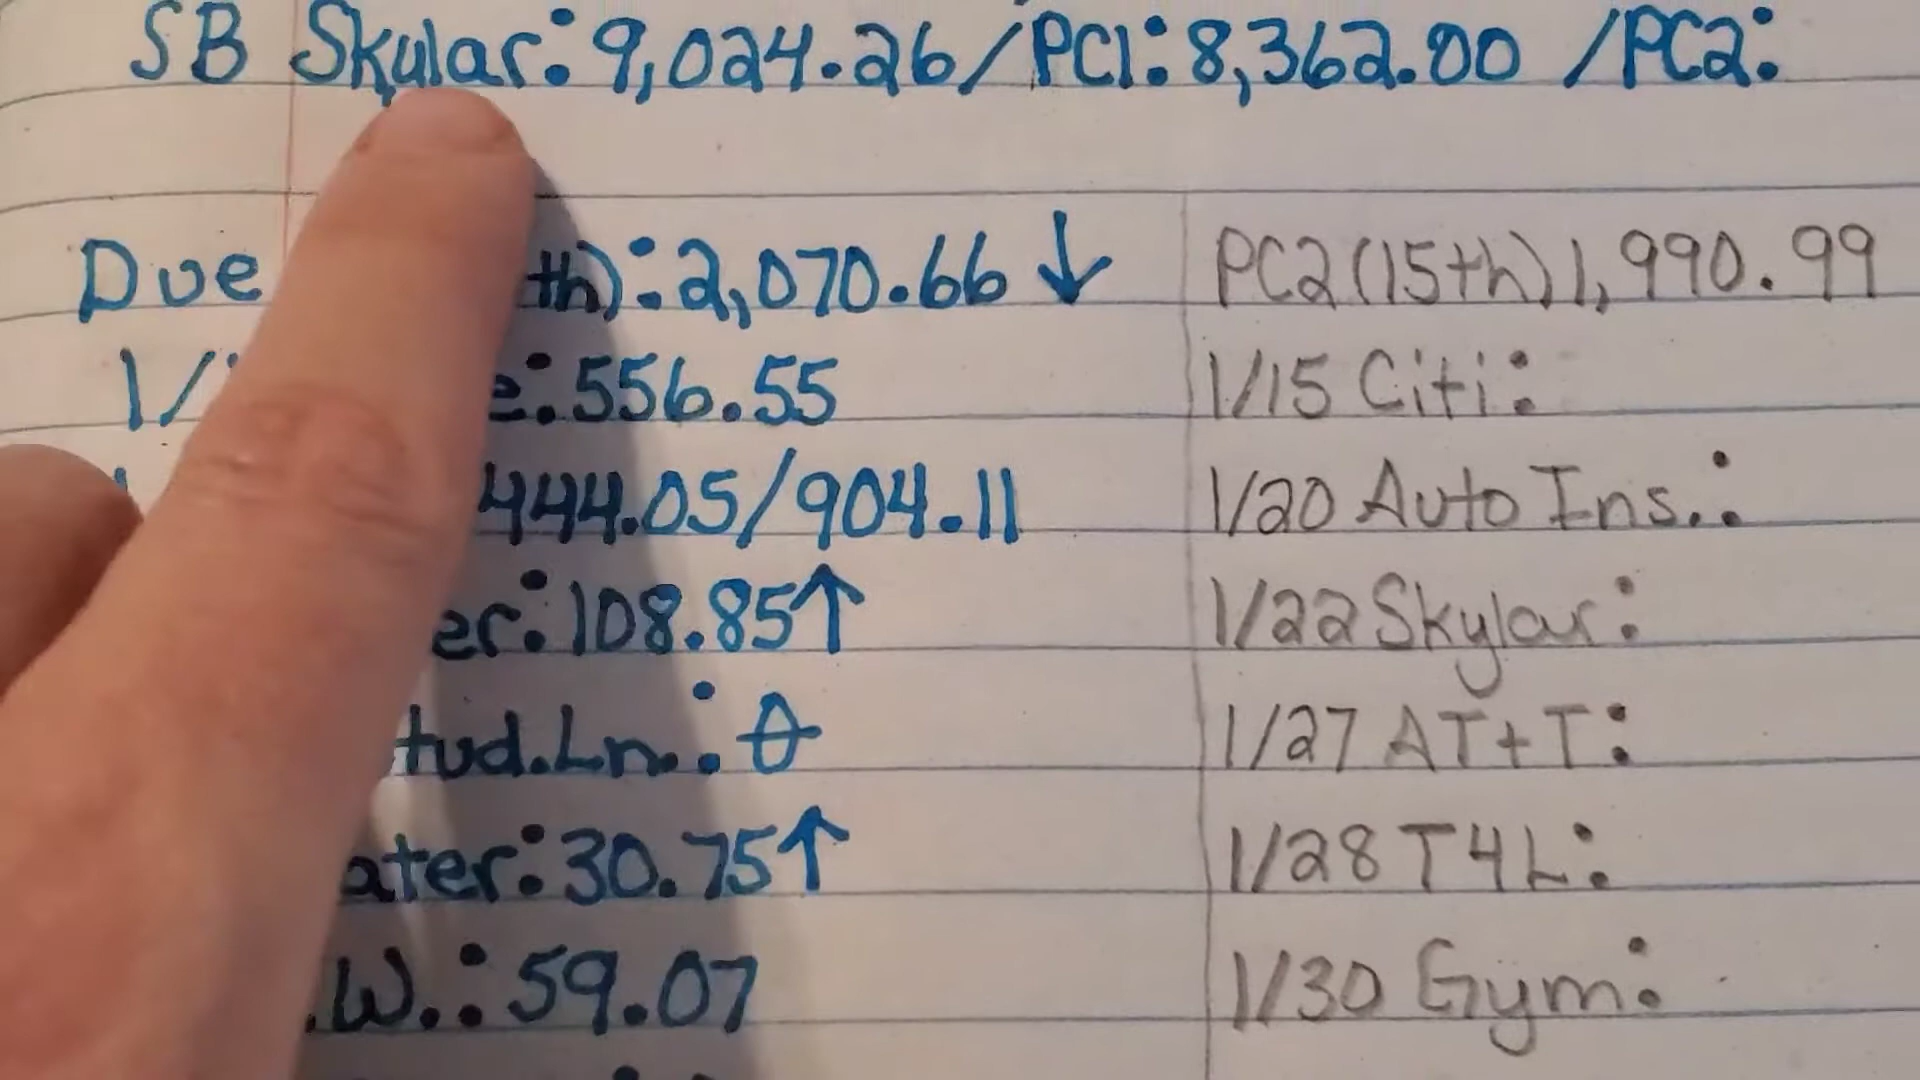 SB Skylar: 9,024.26/PC1: 8,362.00 /PC2:
Due th): 2,070.66 ↓
1/ 556.55
444.05/904.11
108.85↑
tud.Ln.: θ
ater: 30.75↑
.W.: 59.07
PC2(15th) 1,990.99
1/15 Citi:
1/20 Auto Ins.:
1/22 Skylar:
1/27 AT+T:
1/28 T4L:
1/30 Gym: